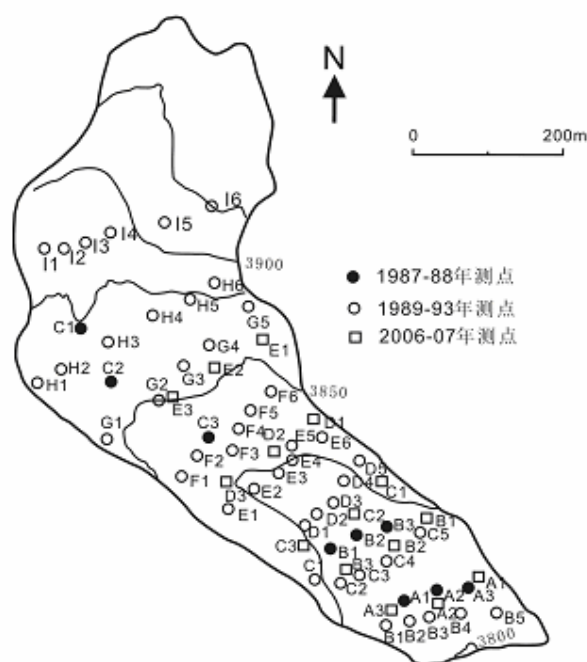 N
0 200m
I6
I5
I4
I3
I2
I1
3900
1987-88年测点
1989-93年测点
2006-07年测点
H6
H5
G5
H4
C1
E1
H3
G4
H2
C2
G3
E2
H1
G2
E3
3850
F6
F5
D1
G1
C3
F4
D2
E5
E6
F2
F3
E4
D5
F1
E3
D4
C1
D3
E2
D3
E1
D2
C2
B3
B1
D1
B2
C5
C3
B1
B2
C4
B3
C3
C1
C2
A1
A1
A2
A3
A3
A2
B1
B2
B3
B4
B5
3800